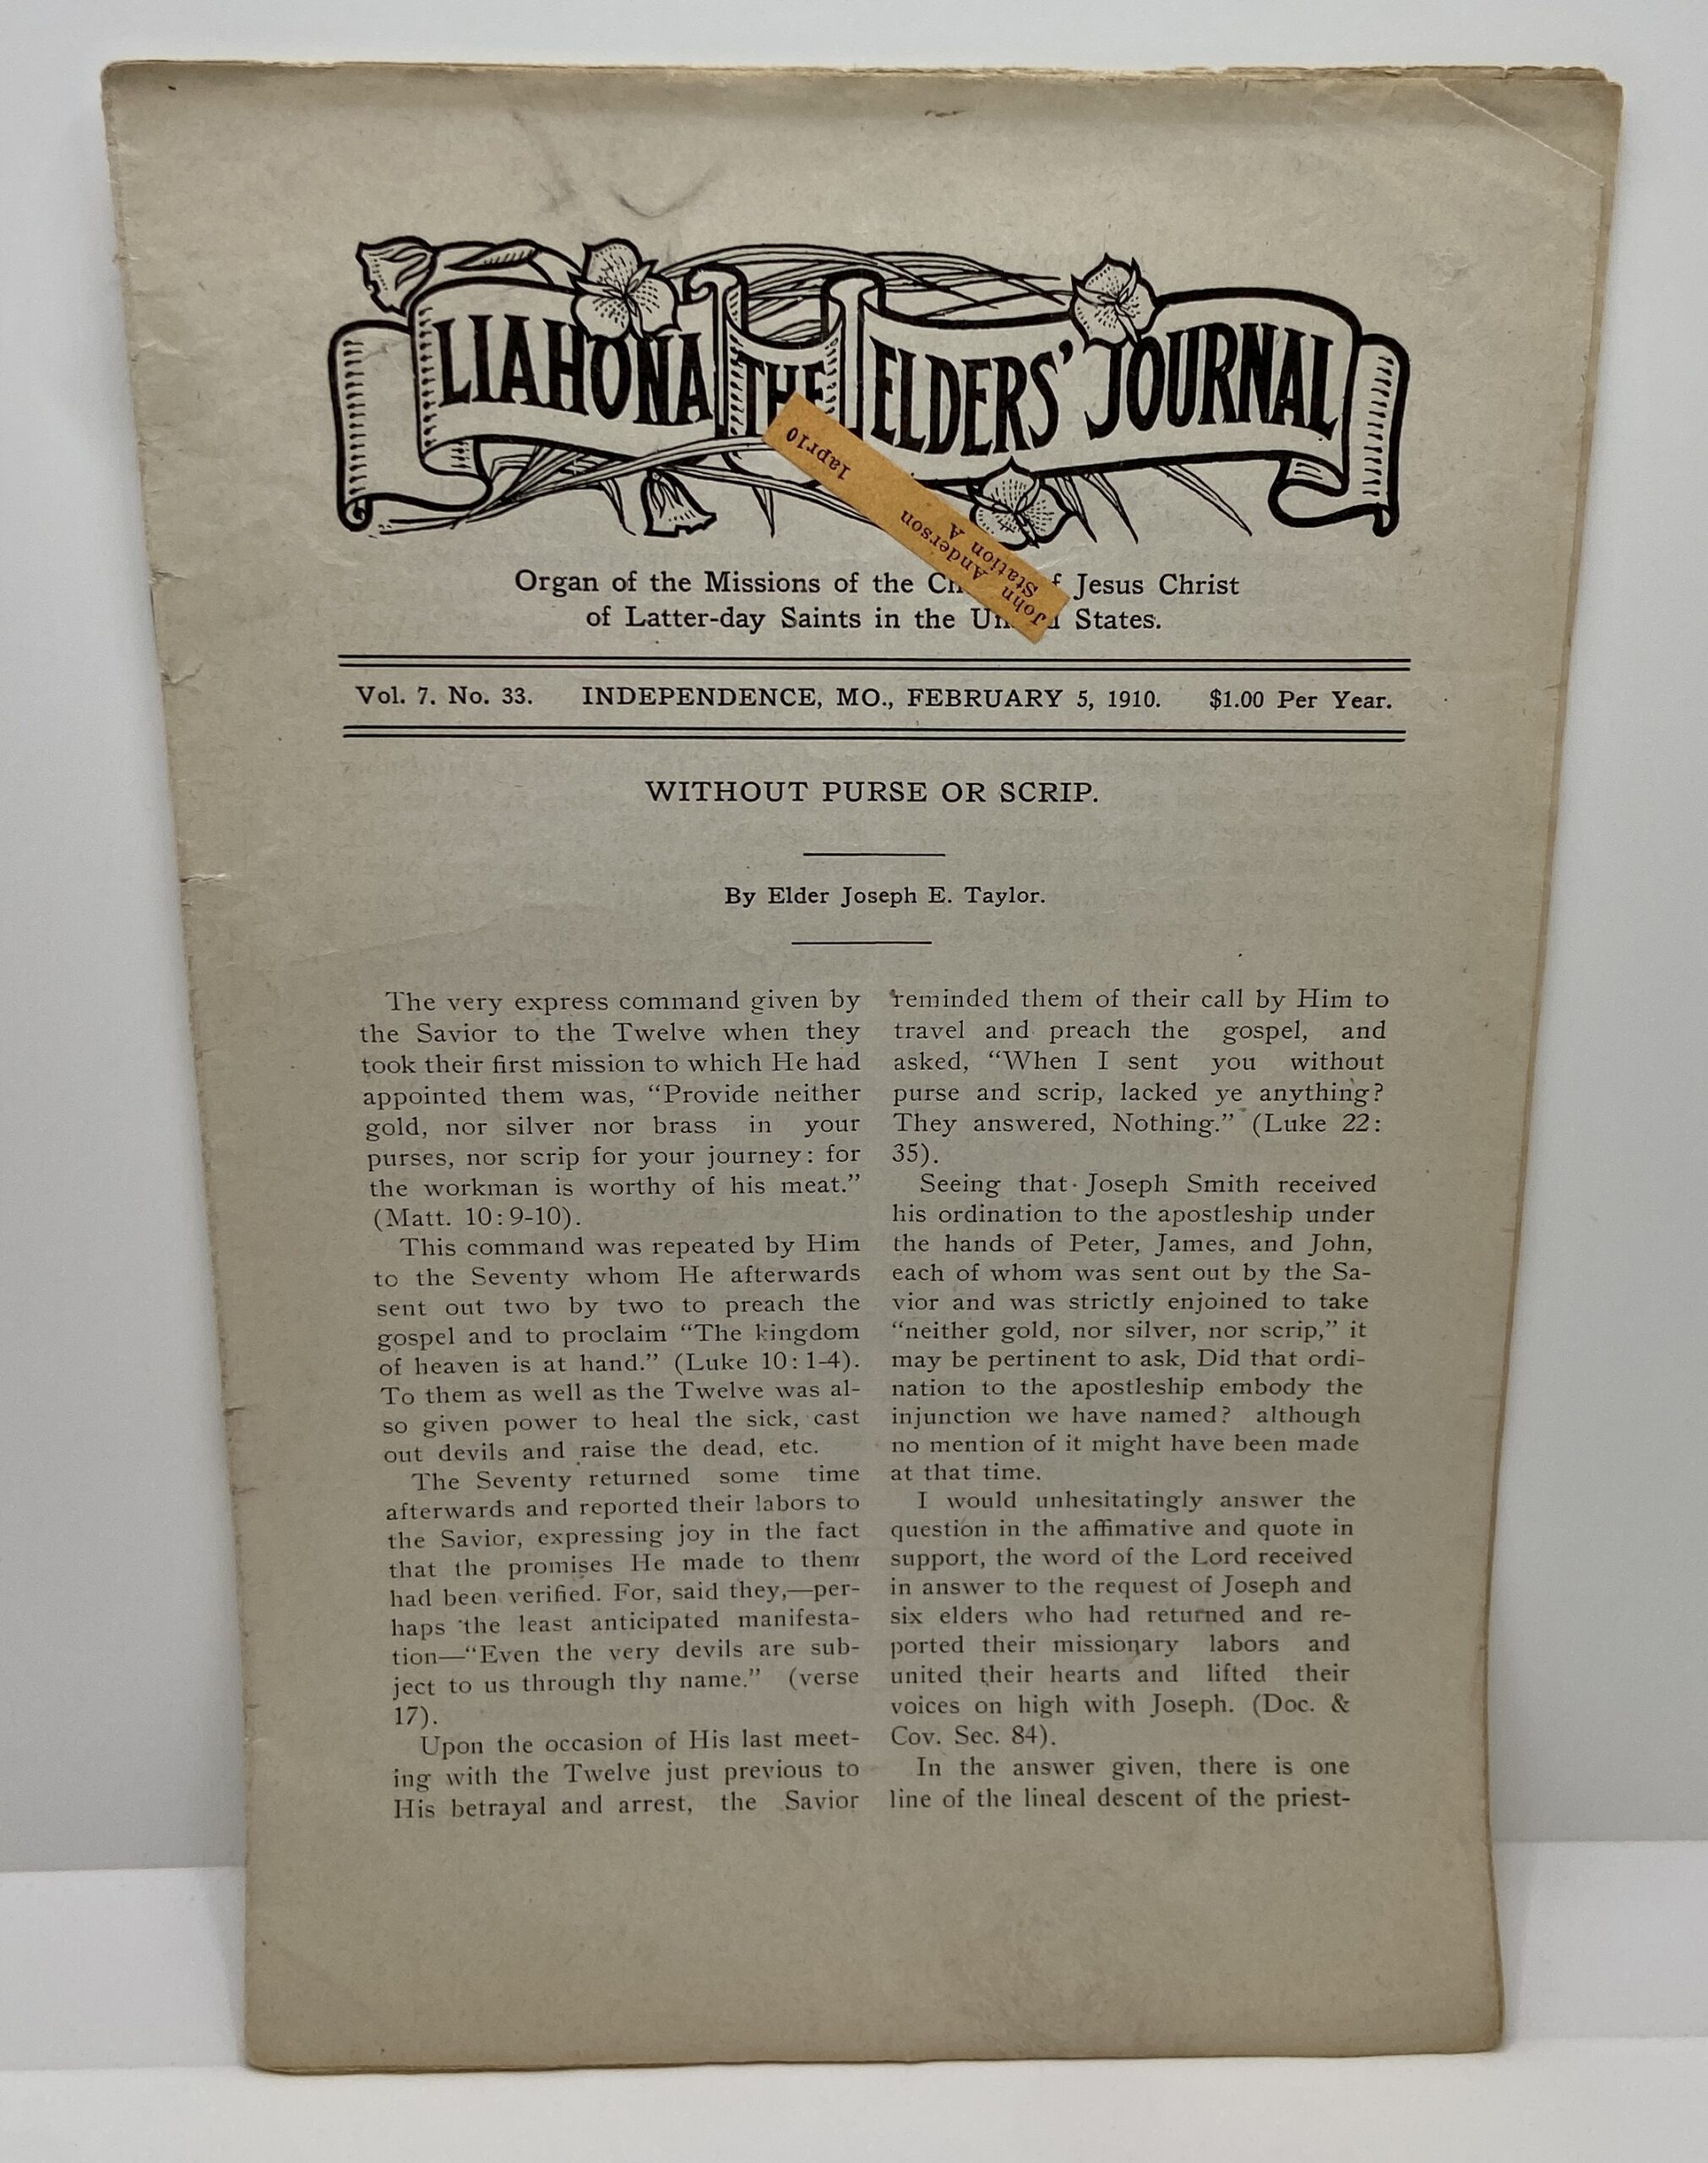 LIAHONA THE ELDERS' JOURNAL
1apr10
John Anderson
Station A
Organ of the Missions of the Ch f Jesus Christ
of Latter-day Saints in the Un d States.
Vol. 7. No. 33. INDEPENDENCE, MO., FEBRUARY 5, 1910. $1.00 Per Year.
WITHOUT PURSE OR SCRIP.
By Elder Joseph E. Taylor.
The very express command given by
the Savior to the Twelve when they
took their first mission to which He had
appointed them was, “Provide neither
gold, nor silver nor brass in your
purses, nor scrip for your journey: for
the workman is worthy of his meat.”
(Matt. 10:9-10).
This command was repeated by Him
to the Seventy whom He afterwards
sent out two by two to preach the
gospel and to proclaim “The kingdom
of heaven is at hand.” (Luke 10:1-4).
To them as well as the Twelve was al-
so given power to heal the sick, cast
out devils and raise the dead, etc.
The Seventy returned some time
afterwards and reported their labors to
the Savior, expressing joy in the fact
that the promises He made to them
had been verified. For, said they,—per-
haps the least anticipated manifesta-
tion—“Even the very devils are sub-
ject to us through thy name.” (verse
17).
Upon the occasion of His last meet-
ing with the Twelve just previous to
His betrayal and arrest, the Savior
reminded them of their call by Him to
travel and preach the gospel, and
asked, “When I sent you without
purse and scrip, lacked ye anything?
They answered, Nothing.” (Luke 22:
35).
Seeing that Joseph Smith received
his ordination to the apostleship under
the hands of Peter, James, and John,
each of whom was sent out by the Sa-
vior and was strictly enjoined to take
“neither gold, nor silver, nor scrip,” it
may be pertinent to ask, Did that ordi-
nation to the apostleship embody the
injunction we have named? although
no mention of it might have been made
at that time.
I would unhesitatingly answer the
question in the affimative and quote in
support, the word of the Lord received
in answer to the request of Joseph and
six elders who had returned and re-
ported their missionary labors and
united their hearts and lifted their
voices on high with Joseph. (Doc. &
Cov. Sec. 84).
In the answer given, there is one
line of the lineal descent of the priest-